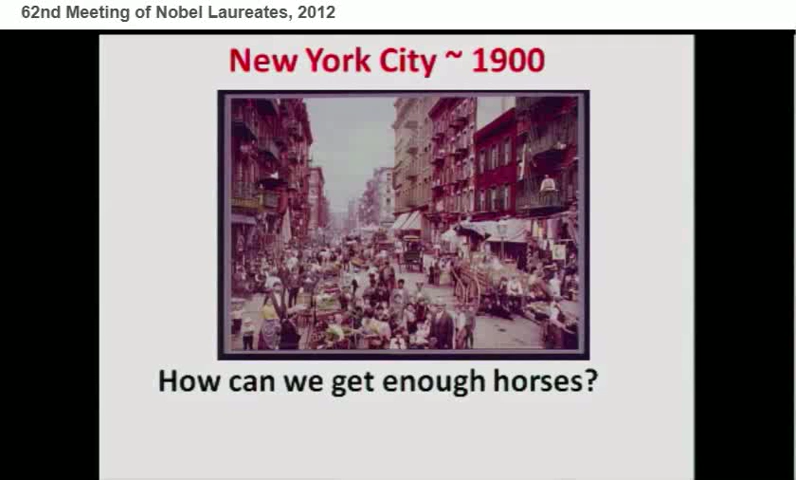 62nd Meeting of Nobel Laureates, 2012
New York City ~ 1900
How can we get enough horses?